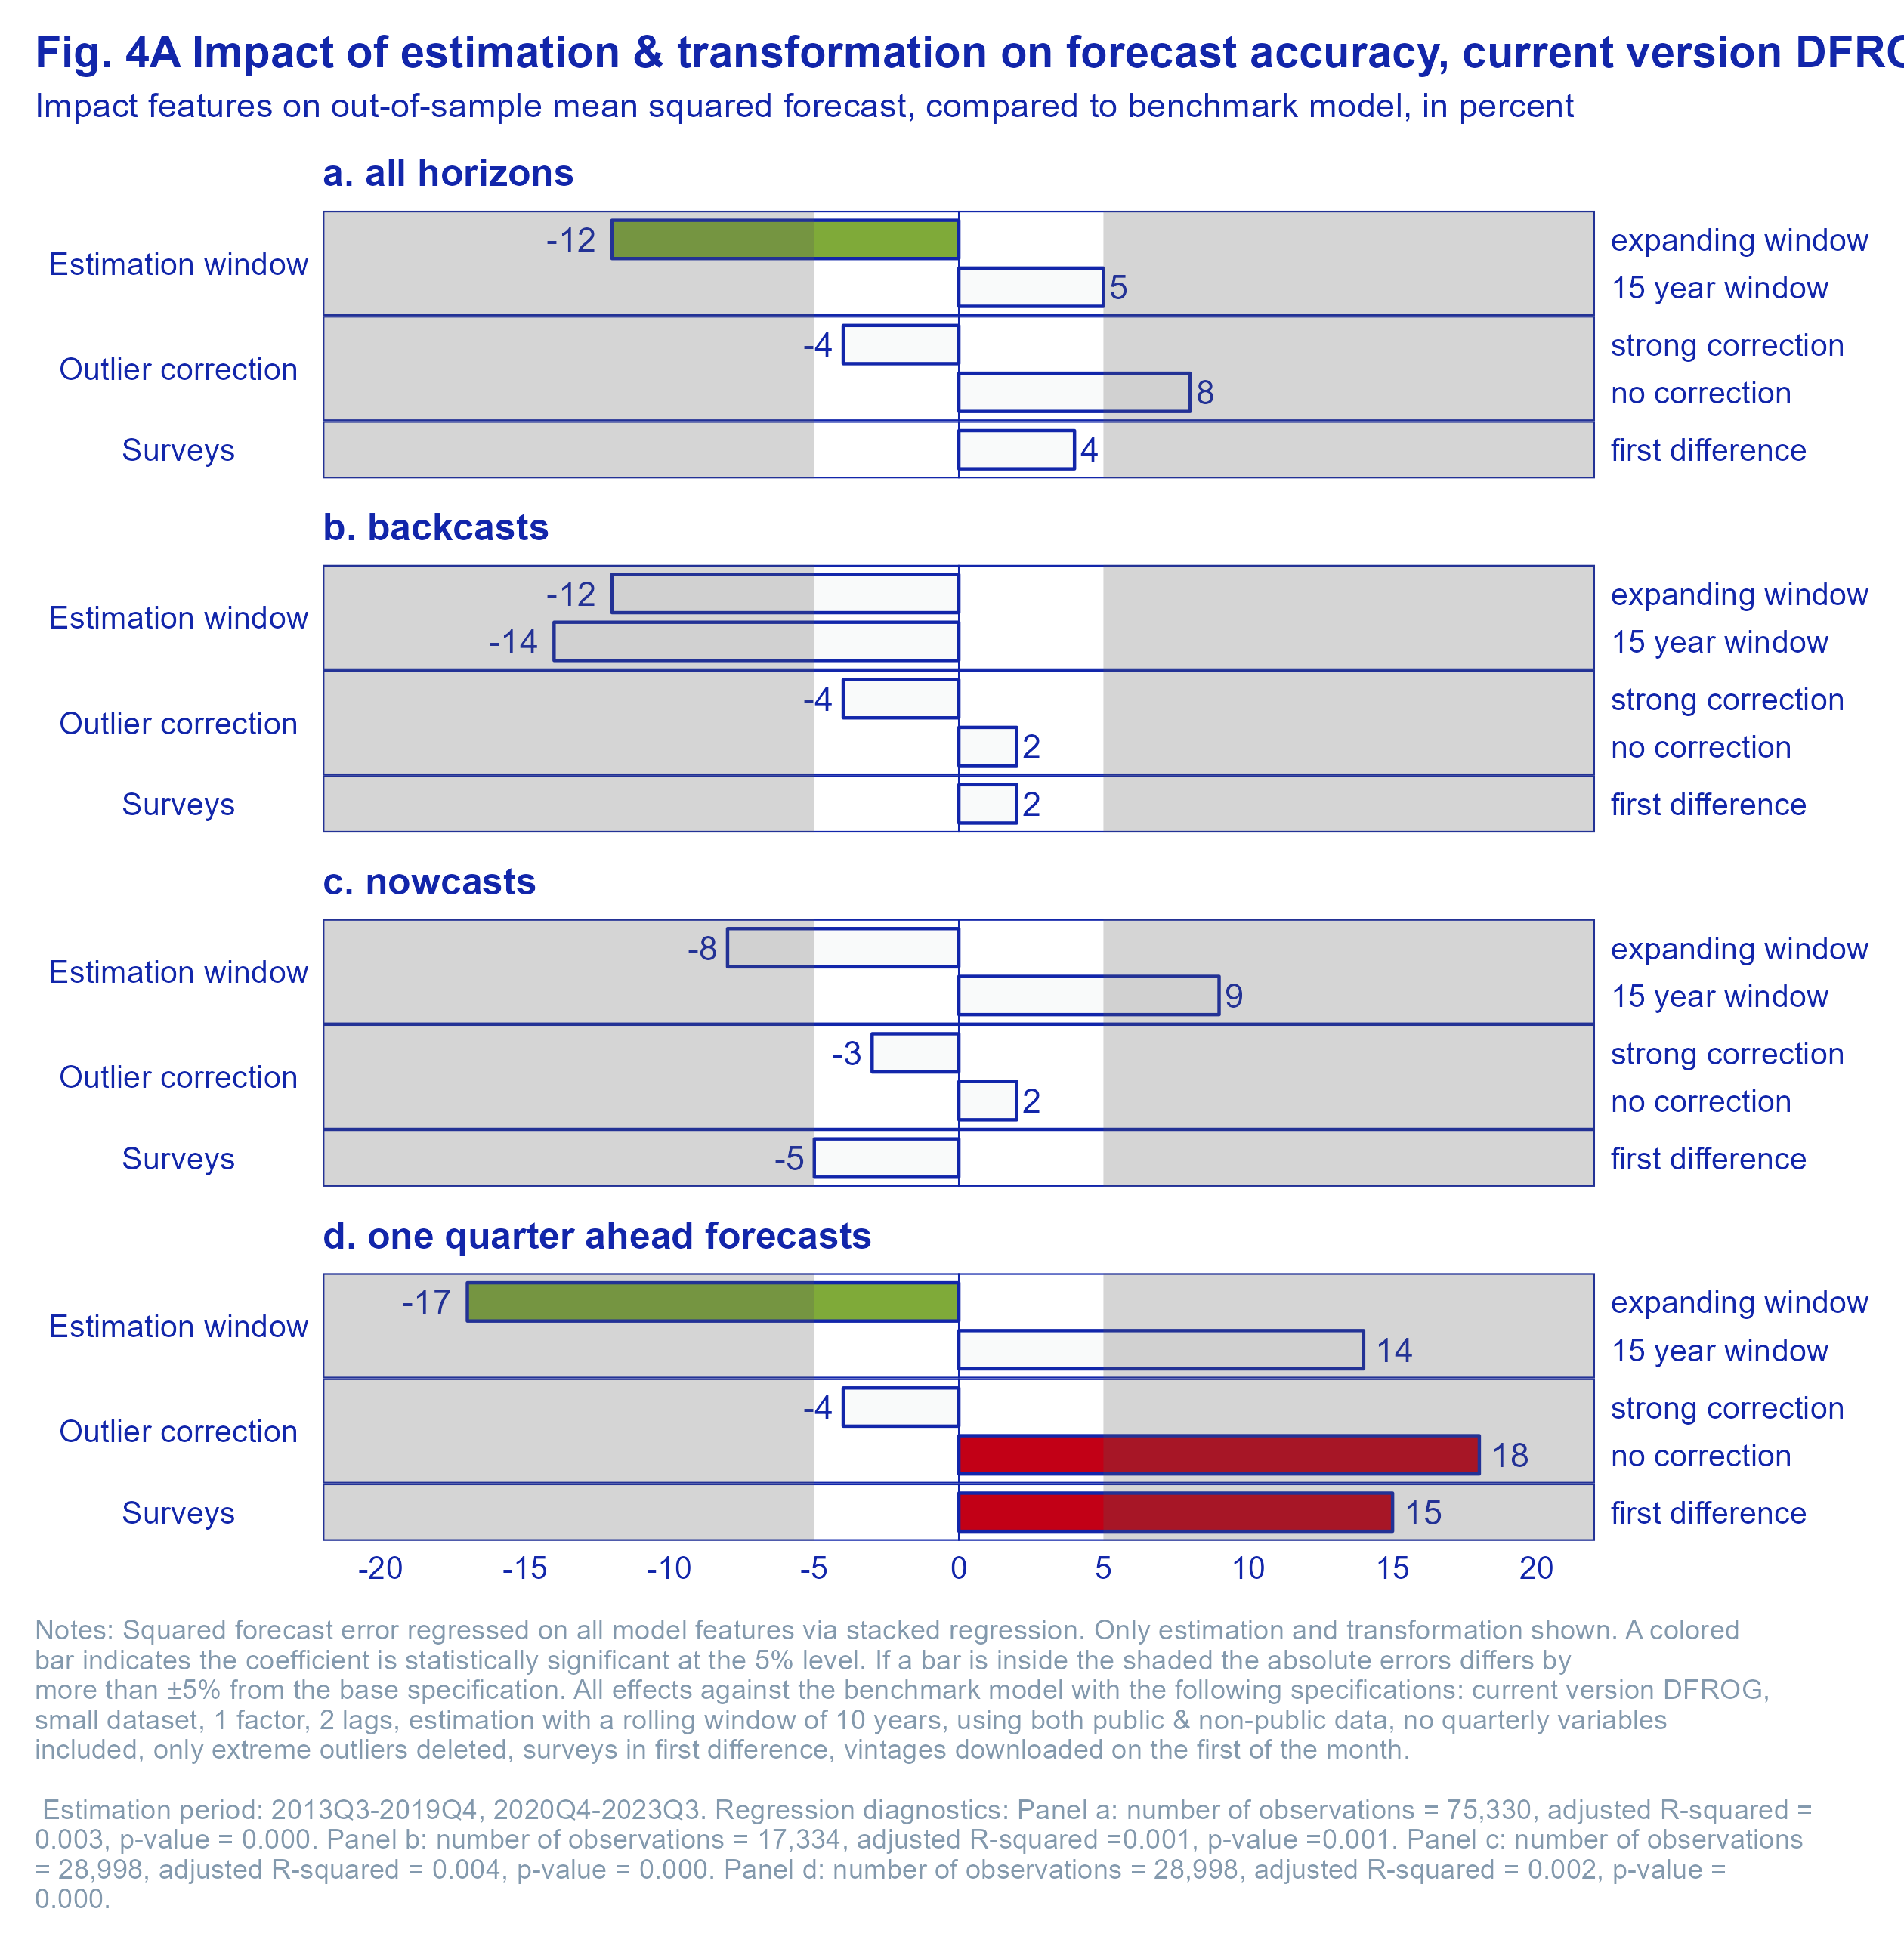 Fig. 4A Impact of estimation & transformation on forecast accuracy, current version DFRO
Impact features on out-of-sample mean squared forecast, compared to benchmark model, in percent
a. all horizons
Estimation window
-12
expanding window
5
15 year window
Outlier correction
-4
strong correction
8
no correction
Surveys
4
first difference
b. backcasts
Estimation window
-12
expanding window
-14
15 year window
Outlier correction
-4
strong correction
2
no correction
Surveys
2
first difference
c. nowcasts
Estimation window
-8
expanding window
9
15 year window
Outlier correction
-3
strong correction
2
no correction
Surveys
-5
first difference
d. one quarter ahead forecasts
Estimation window
-17
expanding window
14
15 year window
Outlier correction
-4
strong correction
18
no correction
Surveys
15
first difference
-20 -15 -10 -5 0 5 10 15 20
Notes: Squared forecast error regressed on all model features via stacked regression. Only estimation and transformation shown. A colored
bar indicates the coefficient is statistically significant at the 5% level. If a bar is inside the shaded the absolute errors differs by
more than ±5% from the base specification. All effects against the benchmark model with the following specifications: current version DFROG,
small dataset, 1 factor, 2 lags, estimation with a rolling window of 10 years, using both public & non-public data, no quarterly variables
included, only extreme outliers deleted, surveys in first difference, vintages downloaded on the first of the month.
Estimation period: 2013Q3-2019Q4, 2020Q4-2023Q3. Regression diagnostics: Panel a: number of observations = 75,330, adjusted R-squared =
0.003, p-value = 0.000. Panel b: number of observations = 17,334, adjusted R-squared =0.001, p-value =0.001. Panel c: number of observations
= 28,998, adjusted R-squared = 0.004, p-value = 0.000. Panel d: number of observations = 28,998, adjusted R-squared = 0.002, p-value =
0.000.